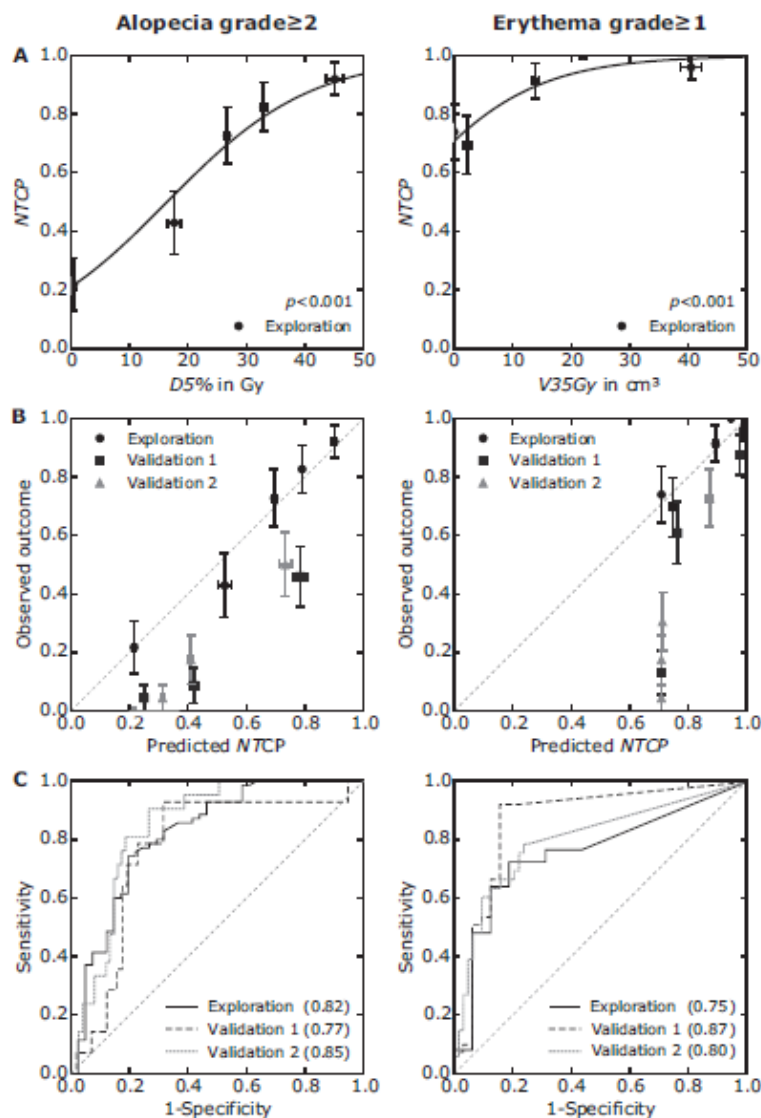 Alopecia grade≥2
Erythema grade≥1
A
1.0
0.8
0.6
0.4
0.2
0.0
NTCP
0
10
20
30
40
50
D5% in Gy
p<0.001
Exploration
1.0
0.8
0.6
0.4
0.2
0.0
NTCP
0
10
20
30
40
50
V35Gy in cm³
p<0.001
Exploration
B
1.0
0.8
0.6
0.4
0.2
0.0
Observed outcome
Exploration
Validation 1
Validation 2
0.0
0.2
0.4
0.6
0.8
1.0
Predicted NTCP
1.0
0.8
0.6
0.4
0.2
0.0
Observed outcome
Exploration
Validation 1
Validation 2
0.0
0.2
0.4
0.6
0.8
1.0
Predicted NTCP
C
1.0
0.8
0.6
0.4
0.2
0.0
Sensitivity
Exploration (0.82)
Validation 1 (0.77)
Validation 2 (0.85)
0.0
0.2
0.4
0.6
0.8
1.0
1-Specificity
1.0
0.8
0.6
0.4
0.2
0.0
Sensitivity
Exploration (0.75)
Validation 1 (0.87)
Validation 2 (0.80)
0.0
0.2
0.4
0.6
0.8
1.0
1-Specificity